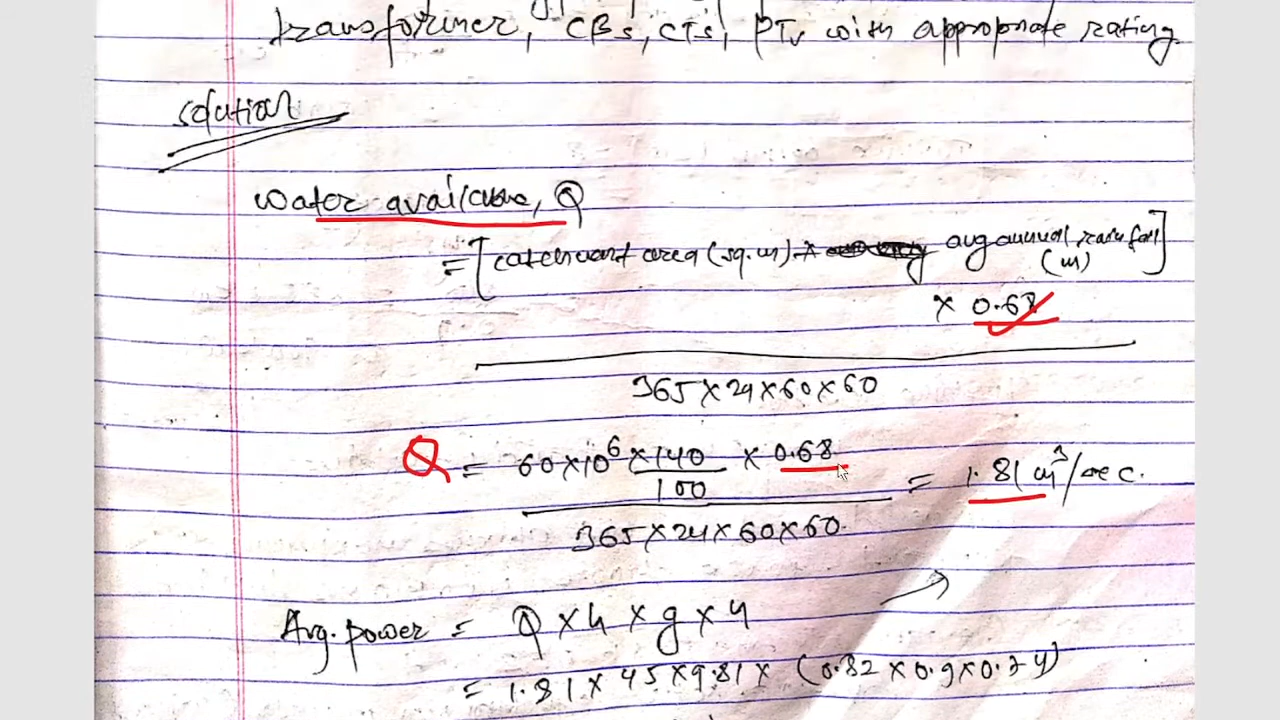 transformer, CBs, CTs, PTs with appropriate rating.
solution
water available, Q
= [catchment area (sq.m) × avg annual rainfall (m)]
× 0.68
365×24×60×60
Q = 60×10⁶ × 140/100 × 0.68 / 365×24×60×60 = 1.81 m³/sec.
Avg. power = Q × h × g × η
= 1.81 × 45 × 9.81 × (0.82 × 0.9 × 0.74)